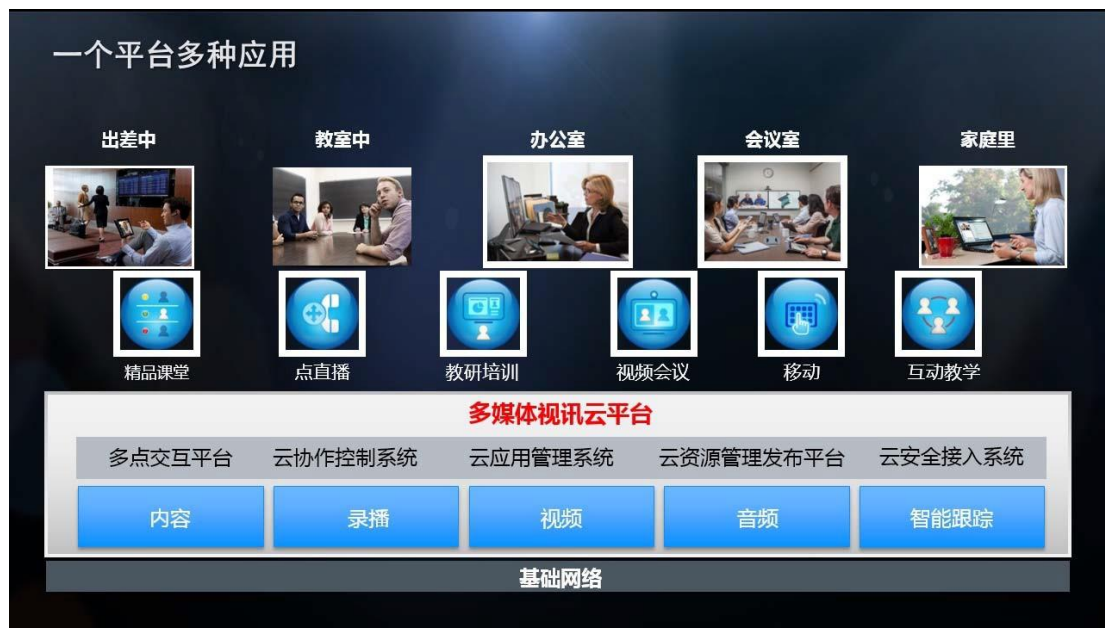 一个平台多种应用
出差中 教室中 办公室 会议室 家庭里
精品课堂 点直播 教研培训 视频会议 移动 互动教学
多媒体视讯云平台
多点交互平台 云协作控制系统 云应用管理系统 云资源管理发布平台 云安全接入系统
内容 录播 视频 音频 智能跟踪
基础网络